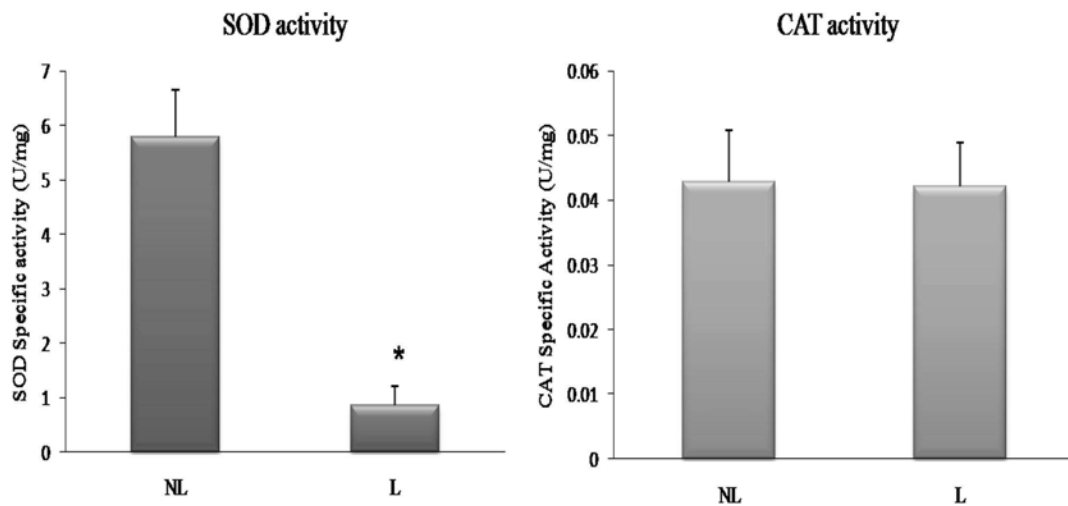 SOD activity
SOD Specific activity (U/mg)
7
6
5
4
3
2
1
0
*
NL
L
CAT activity
CAT Specific Activity (U/mg)
0.06
0.05
0.04
0.03
0.02
0.01
0
NL
L